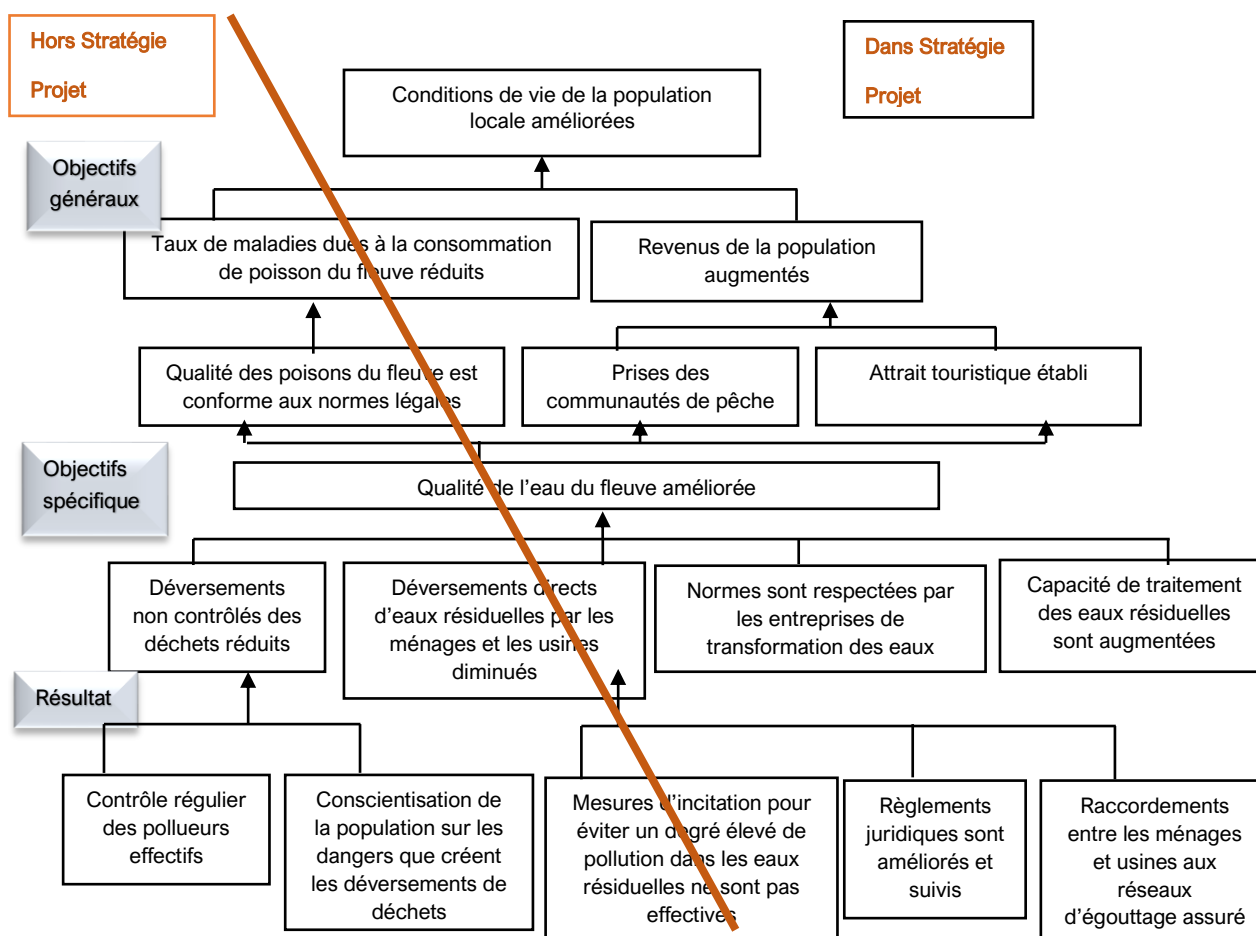 Hors Stratégie
Projet
Dans Stratégie
Projet
Conditions de vie de la population
locale améliorées
Objectifs
généraux
Taux de maladies dues à la consommation
de poisson du fleuve réduits
Revenus de la population
augmentés
Qualité des poisons du fleuve est
conforme aux normes légales
Prises des
communautés de pêche
Attrait touristique établi
Objectifs
spécifique
Qualité de l’eau du fleuve améliorée
Déversements
non contrôlés des
déchets réduits
Déversements directs
d’eaux résiduelles par les
ménages et les usines
diminués
Normes sont respectées par
les entreprises de
transformation des eaux
Capacité de traitement
des eaux résiduelles
sont augmentées
Résultat
Contrôle régulier
des pollueurs
effectifs
Conscientisation de
la population sur les
dangers que créent
les déversements de
déchets
Mesures d’incitation pour
éviter un degré élevé de
pollution dans les eaux
résiduelles ne sont pas
effectives
Règlements
juridiques sont
améliorés et
suivis
Raccordements
entre les ménages
et usines aux
réseaux
d’égouttage assuré